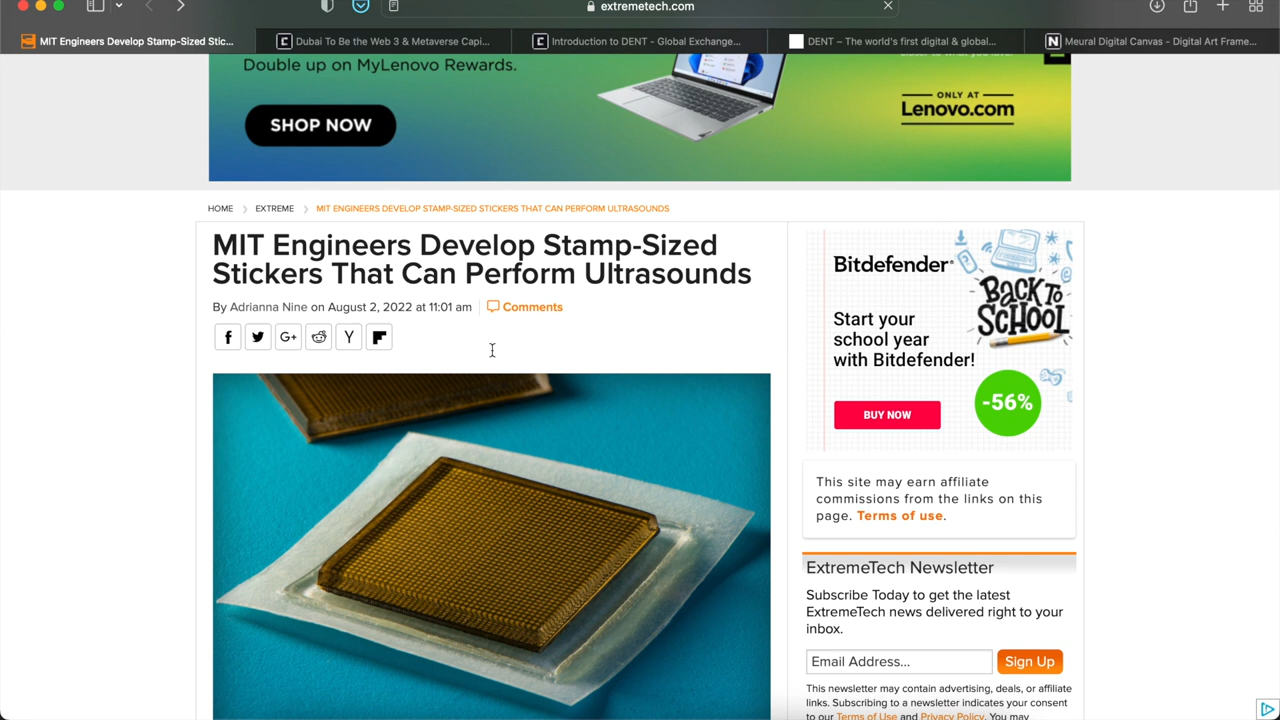 extremetech.com
MIT Engineers Develop Stamp-Sized Stic...
Dubai To Be the Web 3 & Metaverse Capi...
Introduction to DENT - Global Exchange...
DENT – The world's first digital & global...
Meural Digital Canvas - Digital Art Frame...
Double up on MyLenovo Rewards.
SHOP NOW
ONLY AT
Lenovo.com
HOME
EXTREME
MIT ENGINEERS DEVELOP STAMP-SIZED STICKERS THAT CAN PERFORM ULTRASOUNDS
MIT Engineers Develop Stamp-Sized
Stickers That Can Perform Ultrasounds
By Adrianna Nine on August 2, 2022 at 11:01 am
Comments
Bitdefender
BACK TO
SCHOOL
Start your
school year
with Bitdefender!
-56%
BUY NOW
This site may earn affiliate
commissions from the links on this
page. Terms of use.
ExtremeTech Newsletter
Subscribe Today to get the latest
ExtremeTech news delivered right to your
inbox.
Email Address...
Sign Up
This newsletter may contain advertising, deals, or affiliate
links. Subscribing to a newsletter indicates your consent
to our Terms of Use and Privacy Policy. You may